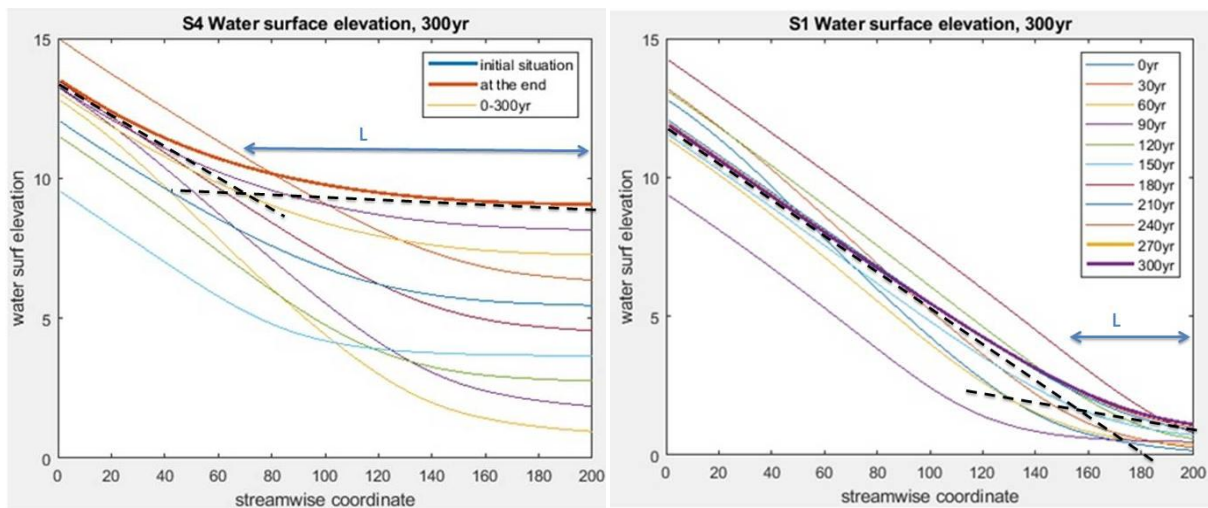 S4 Water surface elevation, 300yr
15
10
5
0
water surf elevation
initial situation
at the end
0-300yr
L
0 20 40 60 80 100 120 140 160 180 200
streamwise coordinate
S1 Water surface elevation, 300yr
15
10
5
0
water surf elevation
0yr
30yr
60yr
90yr
120yr
150yr
180yr
210yr
240yr
270yr
300yr
L
0 20 40 60 80 100 120 140 160 180 200
streamwise coordinate